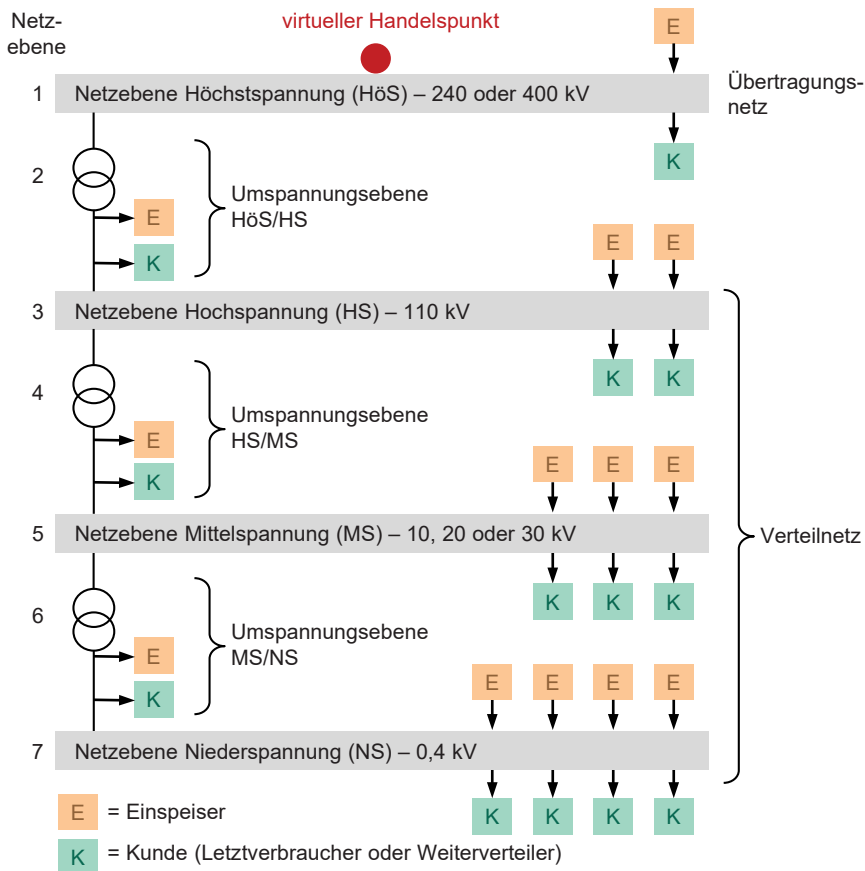 Netz-
ebene
virtueller Handelspunkt
E
1 Netzebene Höchstspannung (HöS) – 240 oder 400 kV
Übertragungs-
netz
K
2
Umspannungsebene
HöS/HS
E
K
E E
3 Netzebene Hochspannung (HS) – 110 kV
K K
4
Umspannungsebene
HS/MS
E
K
E E E
5 Netzebene Mittelspannung (MS) – 10, 20 oder 30 kV
Verteilnetz
K K K
6
Umspannungsebene
MS/NS
E
K
E E E E
7 Netzebene Niederspannung (NS) – 0,4 kV
K K K K
E = Einspeiser
K = Kunde (Letztverbraucher oder Weiterverteiler)